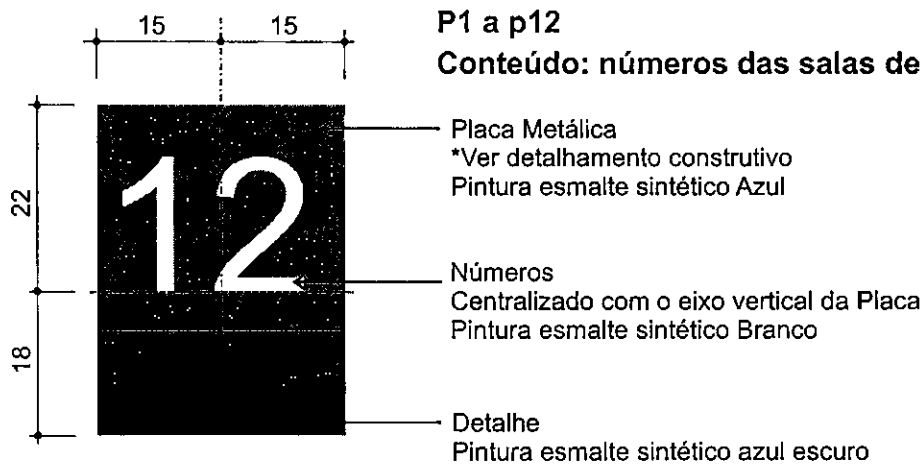 15 15
P1 a p12
Conteúdo: números das salas de
Placa Metálica
*Ver detalhamento construtivo
Pintura esmalte sintético Azul
22
12
Números
Centralizado com o eixo vertical da Placa
Pintura esmalte sintético Branco
18
Detalhe
Pintura esmalte sintético azul escuro